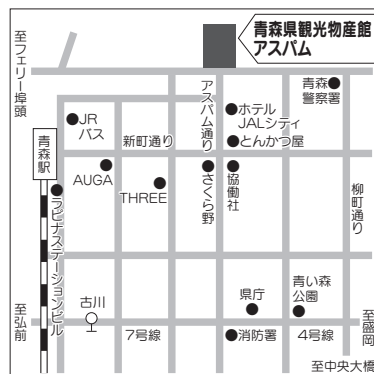 青森県観光物産館
アスパム
至フェリー埠頭
青森
警察署
JR
バス
アスパム通り
ホテル
JALシティ
新町通り
とんかつ屋
青森駅
AUGA
THREE
さくら野
協働社
柳町通り
ラビナステーションビル
古川
県庁
青い森
公園
至弘前
7号線
消防署
4号線
至盛岡
至中央大橋